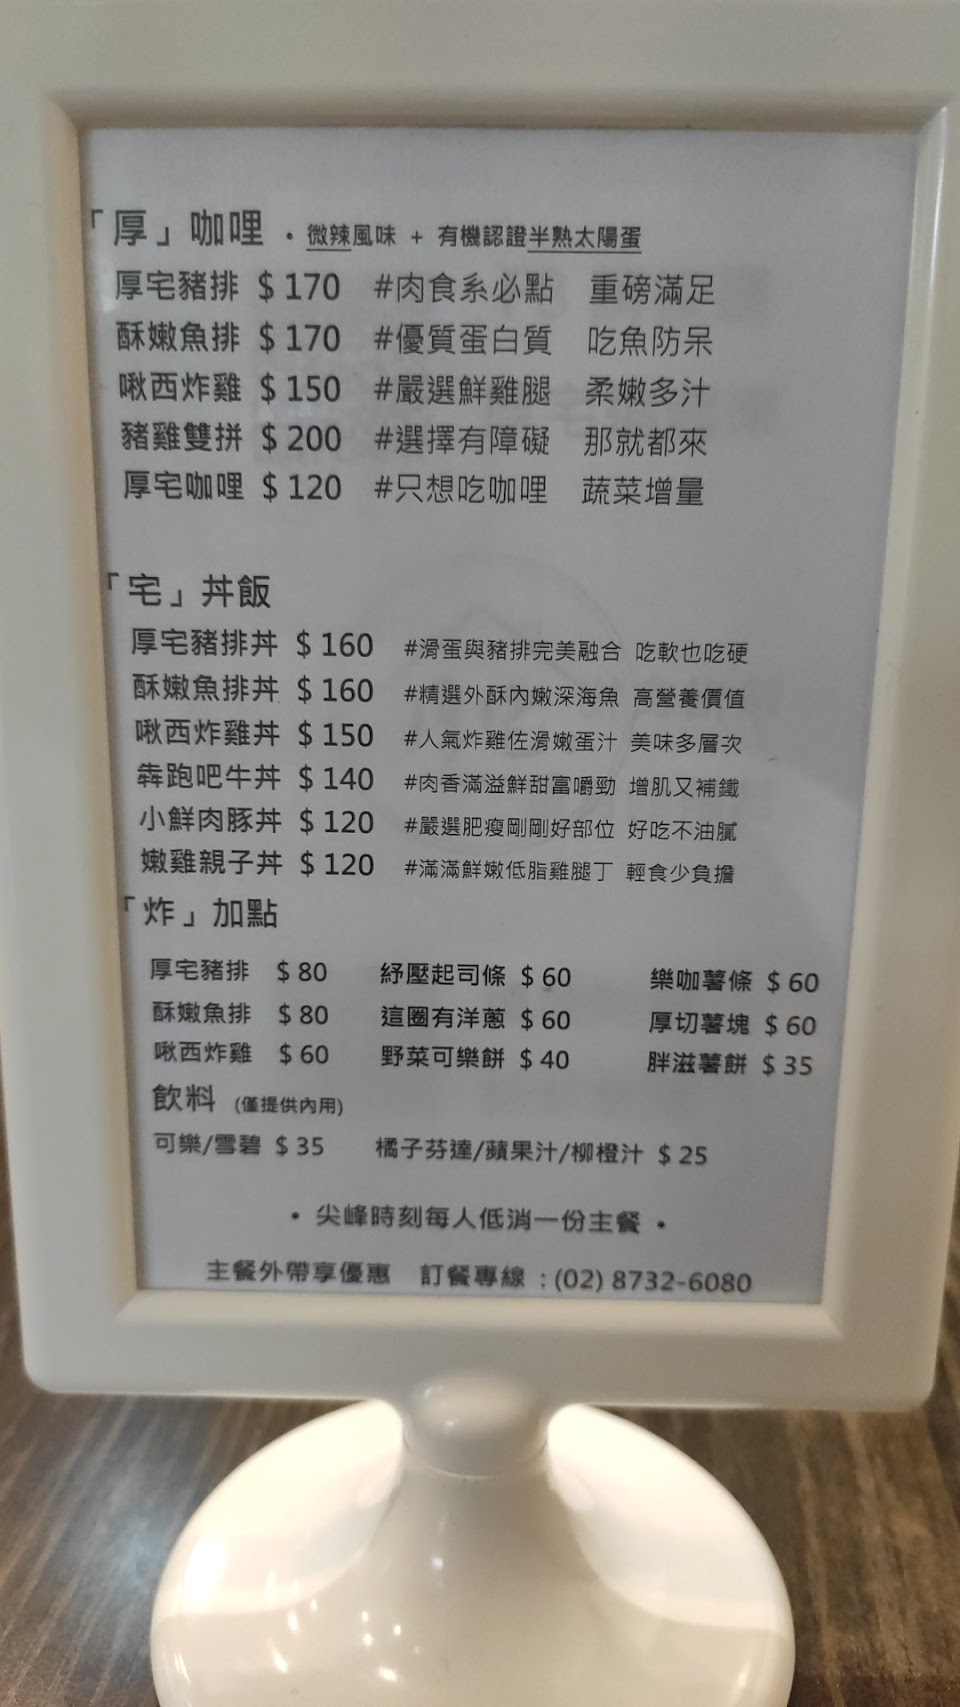 「厚」咖哩 · 微辣風味 + 有機認證半熟太陽蛋
厚宅豬排 $ 170 #肉食系必點 重磅滿足
酥嫩魚排 $ 170 #優質蛋白質 吃魚防呆
啾西炸雞 $ 150 #嚴選鮮雞腿 柔嫩多汁
豬雞雙拼 $ 200 #選擇有障礙 那就都來
厚宅咖哩 $ 120 #只想吃咖哩 蔬菜增量
「宅」丼飯
厚宅豬排丼 $ 160 #滑蛋與豬排完美融合 吃軟也吃硬
酥嫩魚排丼 $ 160 #精選外酥內嫩深海魚 高營養價值
啾西炸雞丼 $ 150 #人氣炸雞佐滑嫩蛋汁 美味多層次
犇跑吧牛丼 $ 140 #肉香滿溢鮮甜富嚼勁 增肌又補鐵
小鮮肉豚丼 $ 120 #嚴選肥瘦剛剛好部位 好吃不油膩
嫩雞親子丼 $ 120 #滿滿鮮嫩低脂雞腿丁 輕食少負擔
「炸」加點
厚宅豬排 $ 80 紓壓起司條 $ 60 樂咖薯條 $ 60
酥嫩魚排 $ 80 這圈有洋蔥 $ 60 厚切薯塊 $ 60
啾西炸雞 $ 60 野菜可樂餅 $ 40 胖滋薯餅 $ 35
飲料 (僅提供內用)
可樂/雪碧 $ 35 橘子芬達/蘋果汁/柳橙汁 $ 25
• 尖峰時刻每人低消一份主餐 •
主餐外帶享優惠 訂餐專線 : (02) 8732-6080